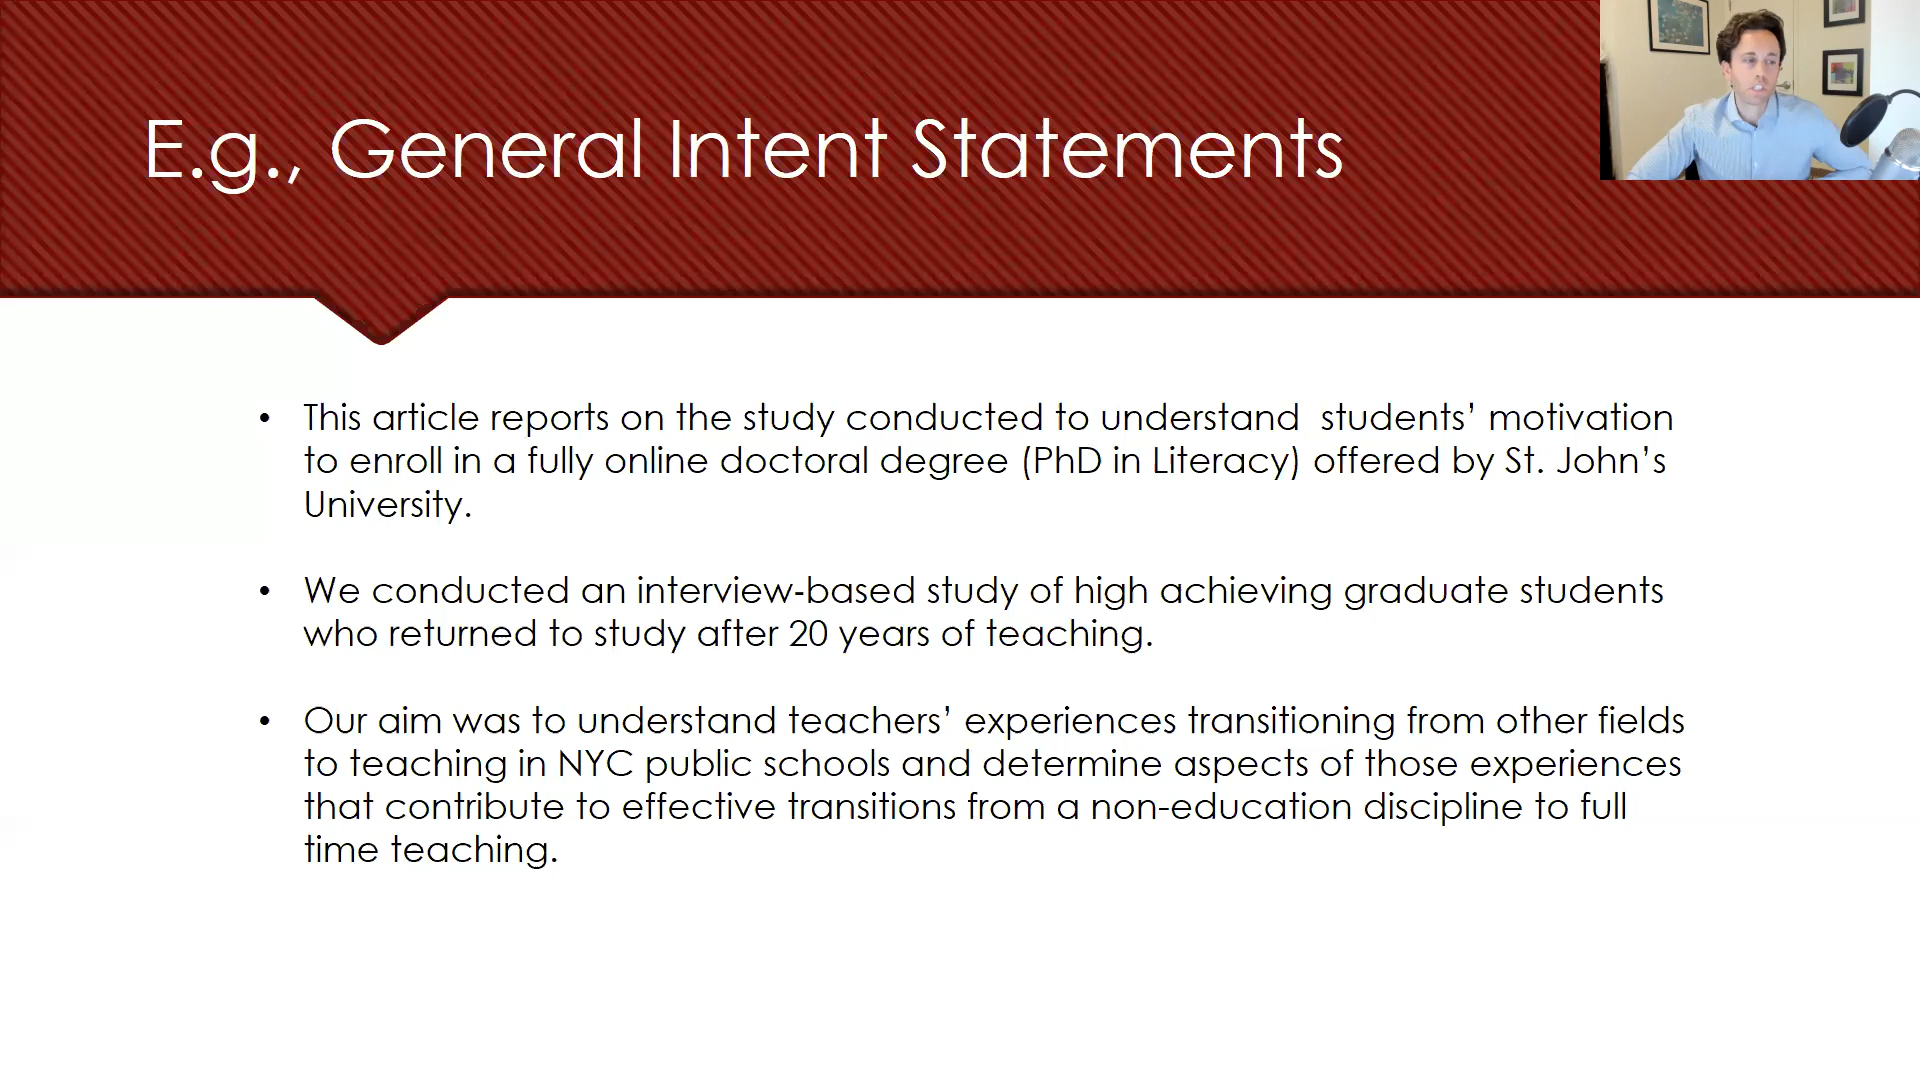 E.g., General Intent Statements
• This article reports on the study conducted to understand  students’ motivation
to enroll in a fully online doctoral degree (PhD in Literacy) offered by St. John’s
University.
• We conducted an interview-based study of high achieving graduate students
who returned to study after 20 years of teaching.
• Our aim was to understand teachers’ experiences transitioning from other fields
to teaching in NYC public schools and determine aspects of those experiences
that contribute to effective transitions from a non-education discipline to full
time teaching.